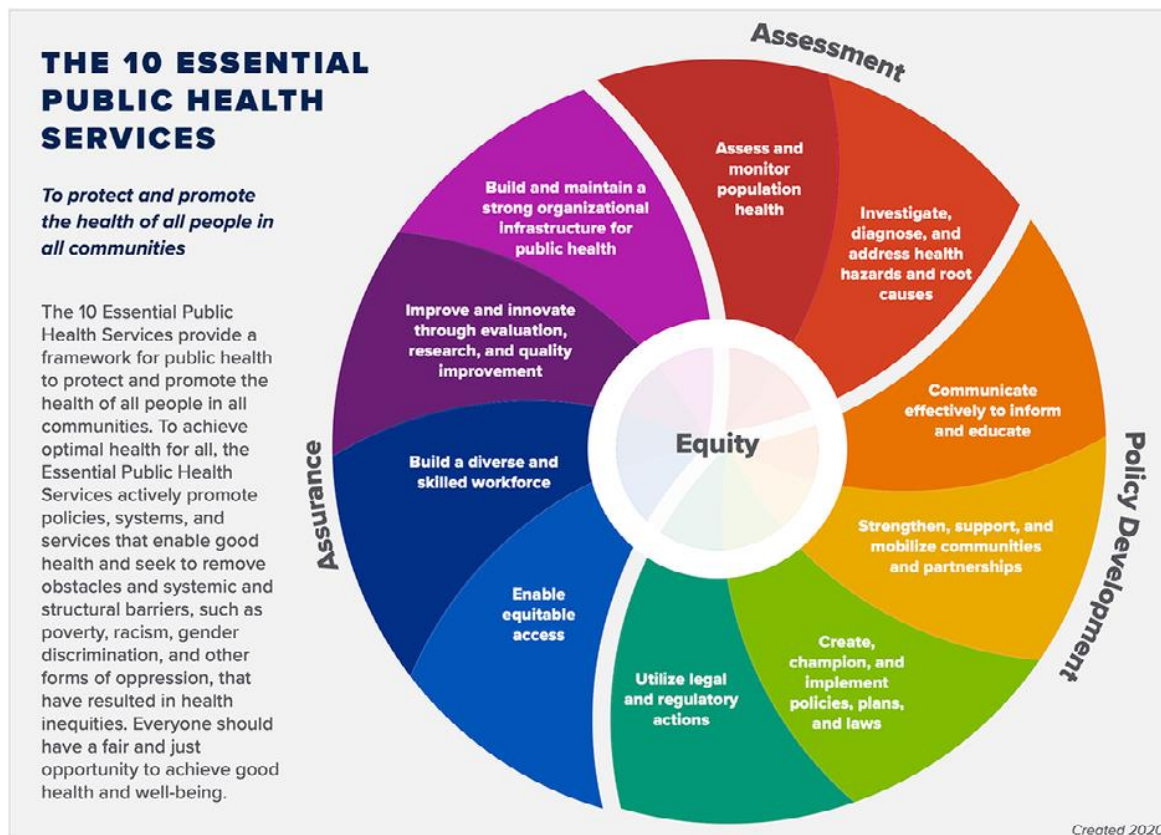 THE 10 ESSENTIAL
PUBLIC HEALTH
SERVICES
To protect and promote
the health of all people in
all communities
The 10 Essential Public
Health Services provide a
framework for public health
to protect and promote the
health of all people in all
communities. To achieve
optimal health for all, the
Essential Public Health
Services actively promote
policies, systems, and
services that enable good
health and seek to remove
obstacles and systemic and
structural barriers, such as
poverty, racism, gender
discrimination, and other
forms of oppression, that
have resulted in health
inequities. Everyone should
have a fair and just
opportunity to achieve good
health and well-being.
Assessment
Assess and
monitor
population
health
Investigate,
diagnose, and
address health
hazards and root
causes
Policy Development
Communicate
effectively to inform
and educate
Strengthen, support, and
mobilize communities
and partnerships
Create,
champion, and
implement
policies, plans,
and laws
Utilize legal
and regulatory
actions
Assurance
Enable
equitable
access
Build a diverse and
skilled workforce
Improve and innovate
through evaluation,
research, and quality
improvement
Build and maintain a
strong organizational
infrastructure for
public health
Equity
Created 2020